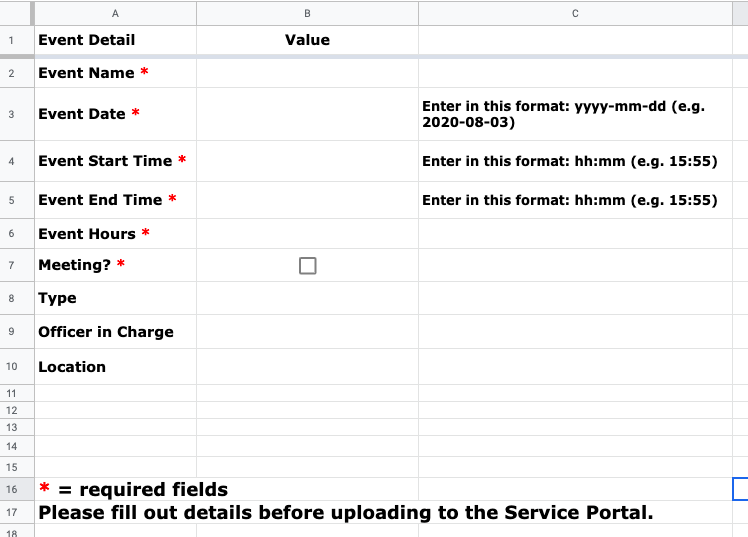 A B C
1 Event Detail Value
2 Event Name *
3 Event Date * Enter in this format: yyyy-mm-dd (e.g.
2020-08-03)
4 Event Start Time * Enter in this format: hh:mm (e.g. 15:55)
5 Event End Time * Enter in this format: hh:mm (e.g. 15:55)
6 Event Hours *
7 Meeting? *
8 Type
9 Officer in Charge
10 Location
11
12
13
14
15
16 * = required fields
17 Please fill out details before uploading to the Service Portal.
18